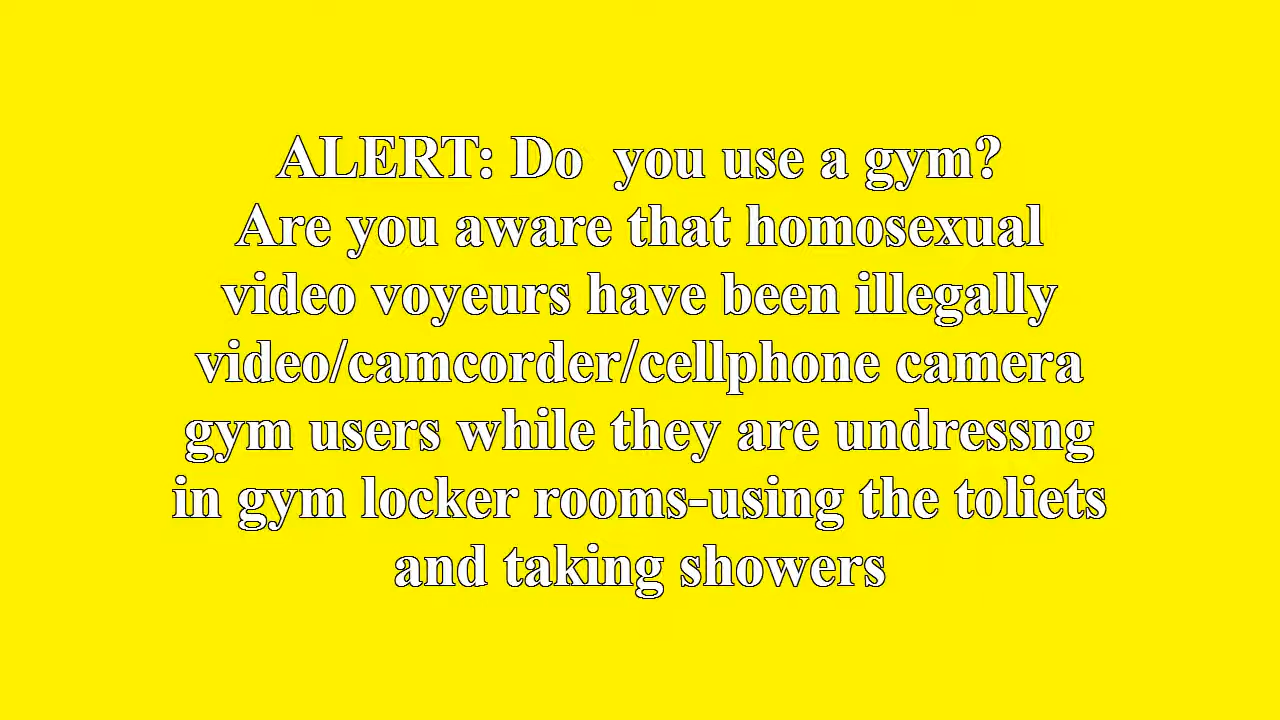 ALERT: Do  you use a gym?
Are you aware that homosexual
video voyeurs have been illegally
video/camcorder/cellphone camera
gym users while they are undressng
in gym locker rooms-using the toliets
and taking showers